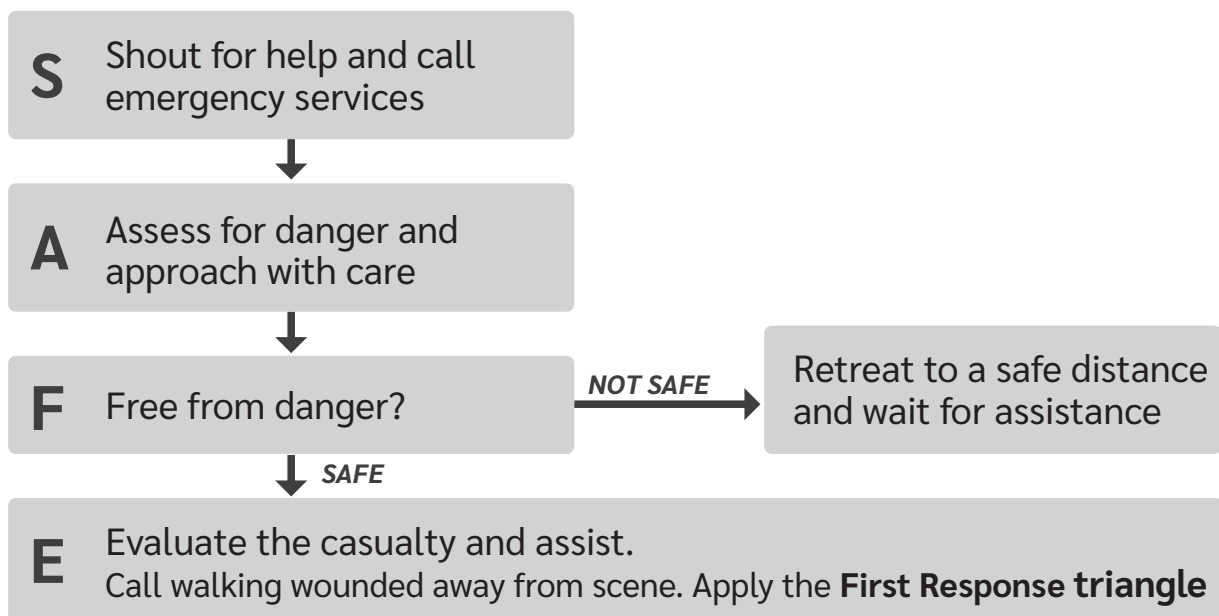 S
Shout for help and call
emergency services
A
Assess for danger and
approach with care
F
Free from danger?
NOT SAFE
Retreat to a safe distance
and wait for assistance
SAFE
E
Evaluate the casualty and assist.
Call walking wounded away from scene. Apply the First Response triangle